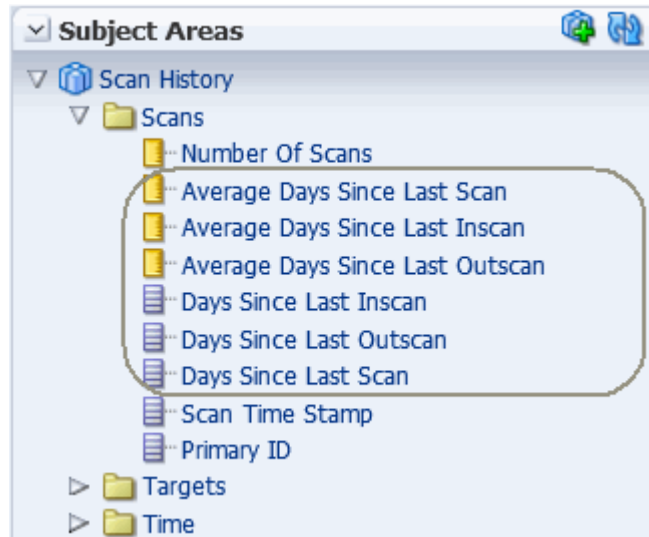 Subject Areas
Scan History
Scans
Number Of Scans
Average Days Since Last Scan
Average Days Since Last Inscan
Average Days Since Last Outscan
Days Since Last Inscan
Days Since Last Outscan
Days Since Last Scan
Scan Time Stamp
Primary ID
Targets
Time